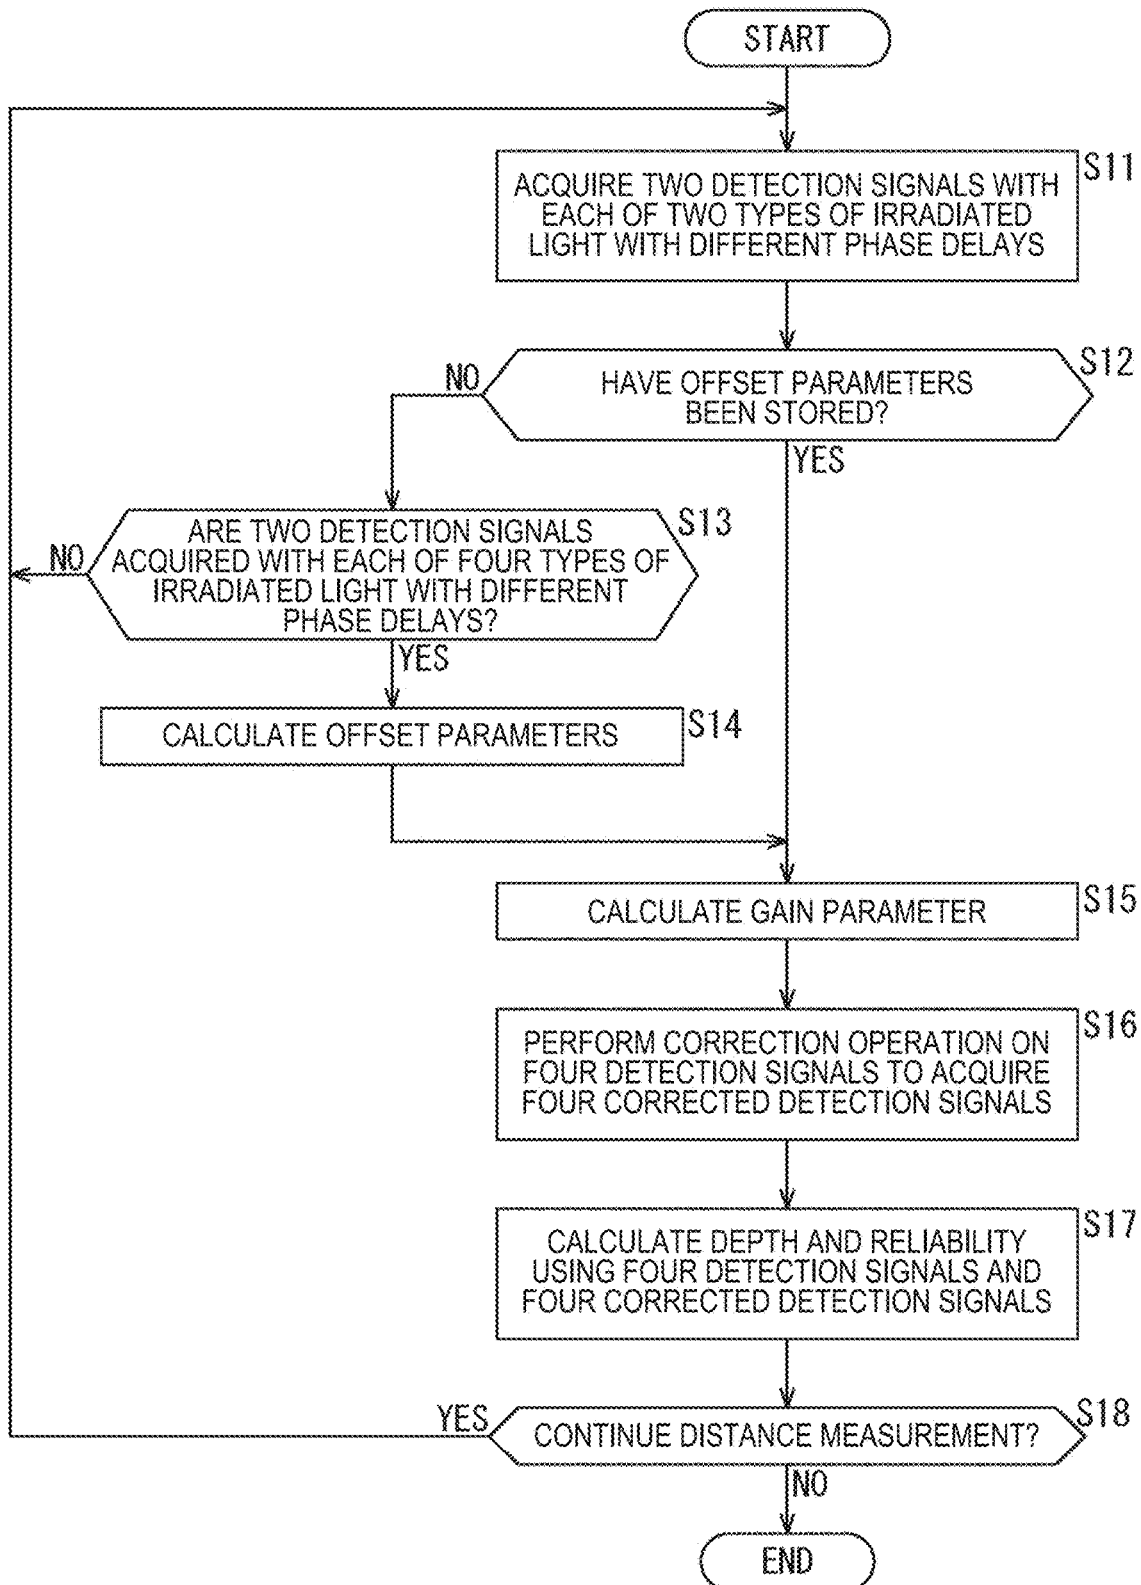 START
S11
ACQUIRE TWO DETECTION SIGNALS WITH
EACH OF TWO TYPES OF IRRADIATED
LIGHT WITH DIFFERENT PHASE DELAYS
S12
NO
HAVE OFFSET PARAMETERS
BEEN STORED?
YES
S13
NO
ARE TWO DETECTION SIGNALS
ACQUIRED WITH EACH OF FOUR TYPES OF
IRRADIATED LIGHT WITH DIFFERENT
PHASE DELAYS?
YES
S14
CALCULATE OFFSET PARAMETERS
S15
CALCULATE GAIN PARAMETER
S16
PERFORM CORRECTION OPERATION ON
FOUR DETECTION SIGNALS TO ACQUIRE
FOUR CORRECTED DETECTION SIGNALS
S17
CALCULATE DEPTH AND RELIABILITY
USING FOUR DETECTION SIGNALS AND
FOUR CORRECTED DETECTION SIGNALS
S18
YES
CONTINUE DISTANCE MEASUREMENT?
NO
END